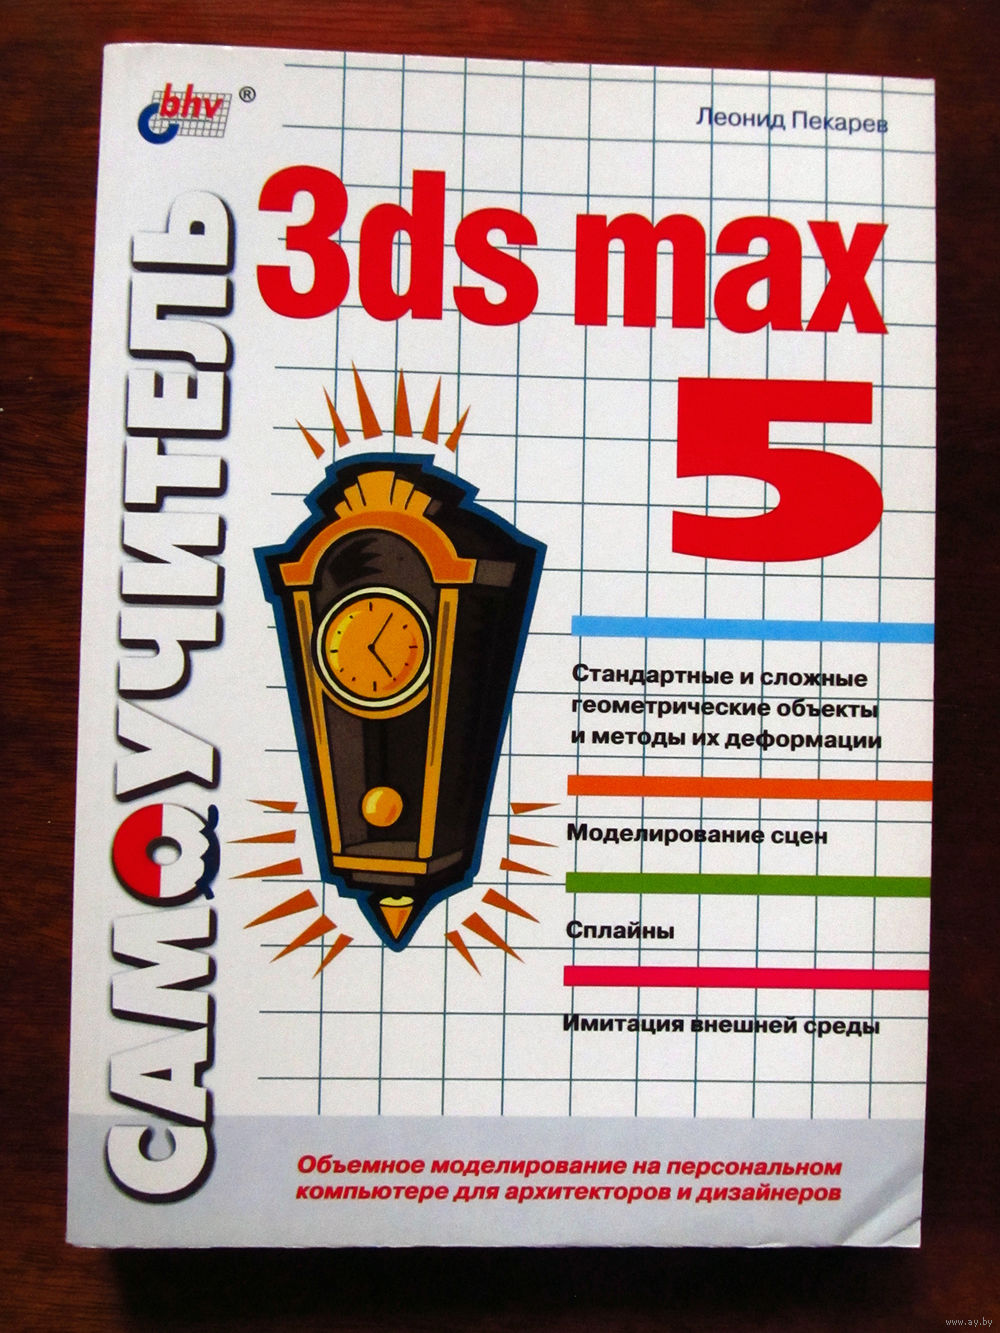 bhv®
Леонид Пекарев
САМОУЧИТЕЛЬ
3ds max
5
Стандартные и сложные
геометрические объекты
и методы их деформации
Моделирование сцен
Сплайны
Имитация внешней среды
Объемное моделирование на персональном
компьютере для архитекторов и дизайнеров
www.ay.by